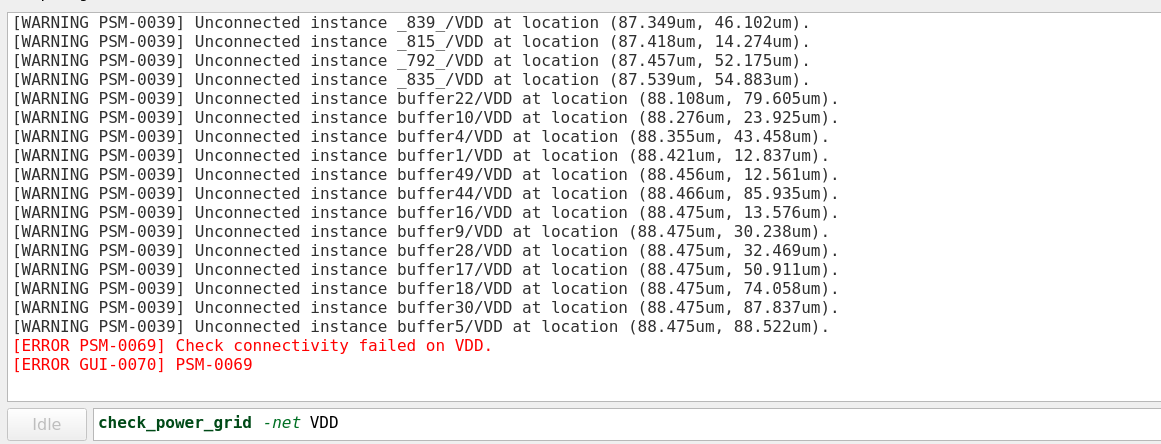 [WARNING PSM-0039] Unconnected instance _839_/VDD at location (87.349um, 46.102um).
[WARNING PSM-0039] Unconnected instance _815_/VDD at location (87.418um, 14.274um).
[WARNING PSM-0039] Unconnected instance _792_/VDD at location (87.457um, 52.175um).
[WARNING PSM-0039] Unconnected instance _835_/VDD at location (87.539um, 54.883um).
[WARNING PSM-0039] Unconnected instance buffer22/VDD at location (88.108um, 79.605um).
[WARNING PSM-0039] Unconnected instance buffer10/VDD at location (88.276um, 23.925um).
[WARNING PSM-0039] Unconnected instance buffer4/VDD at location (88.355um, 43.458um).
[WARNING PSM-0039] Unconnected instance buffer1/VDD at location (88.421um, 12.837um).
[WARNING PSM-0039] Unconnected instance buffer49/VDD at location (88.456um, 12.561um).
[WARNING PSM-0039] Unconnected instance buffer44/VDD at location (88.466um, 85.935um).
[WARNING PSM-0039] Unconnected instance buffer16/VDD at location (88.475um, 13.576um).
[WARNING PSM-0039] Unconnected instance buffer9/VDD at location (88.475um, 30.238um).
[WARNING PSM-0039] Unconnected instance buffer28/VDD at location (88.475um, 32.469um).
[WARNING PSM-0039] Unconnected instance buffer17/VDD at location (88.475um, 50.911um).
[WARNING PSM-0039] Unconnected instance buffer18/VDD at location (88.475um, 74.058um).
[WARNING PSM-0039] Unconnected instance buffer30/VDD at location (88.475um, 87.837um).
[WARNING PSM-0039] Unconnected instance buffer5/VDD at location (88.475um, 88.522um).
[ERROR PSM-0069] Check connectivity failed on VDD.
[ERROR GUI-0070] PSM-0069
Idle check_power_grid -net VDD